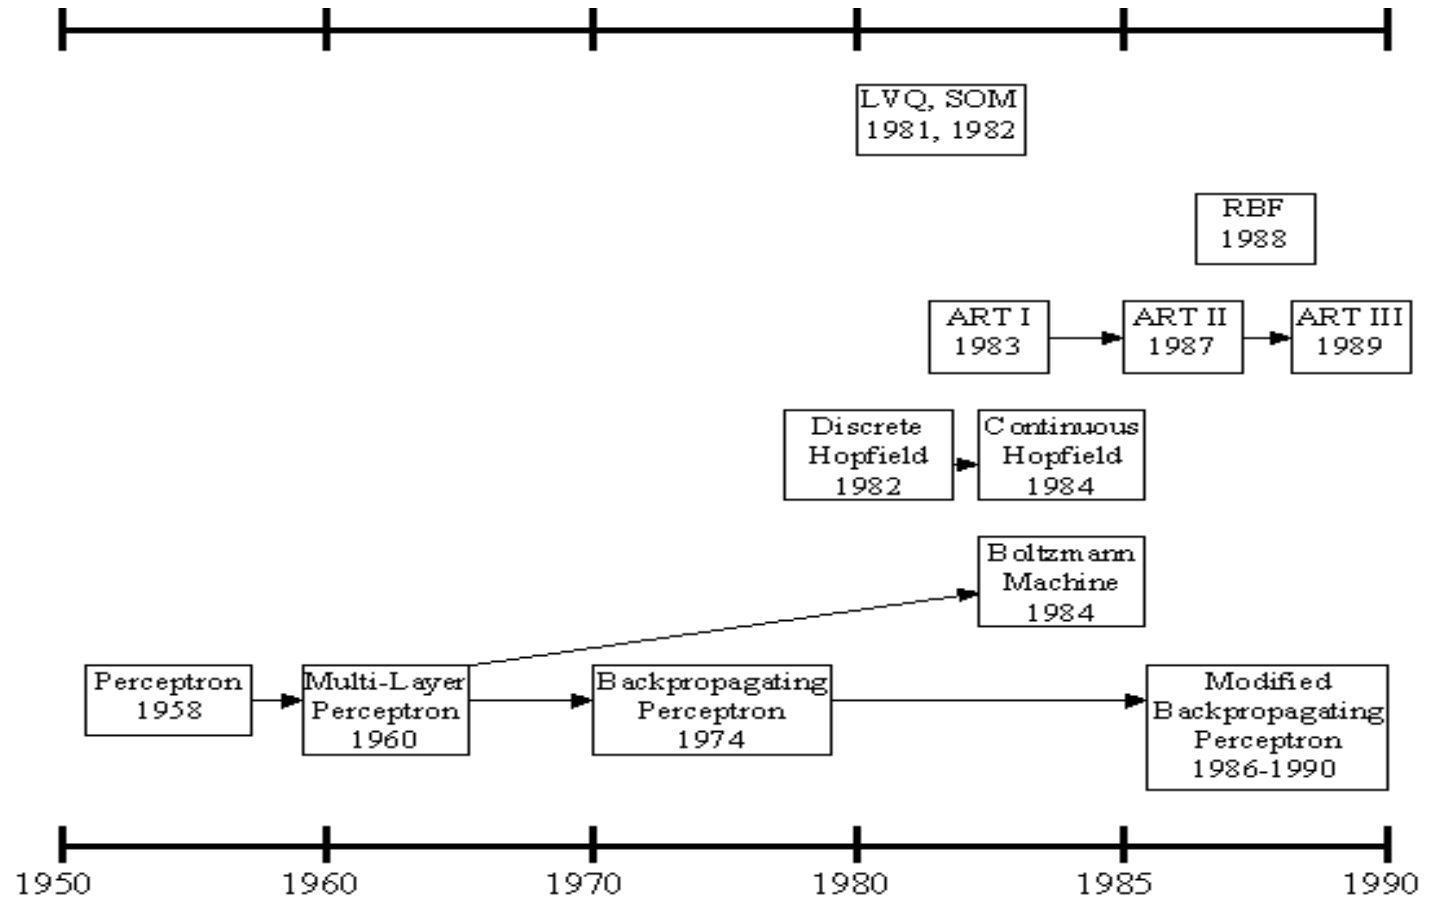 LVQ, SOM
1981, 1982
RBF
1988
ART I
1983
ART II
1987
ART III
1989
Discrete
Hopfield
1982
Continuous
Hopfield
1984
Boltzmann
Machine
1984
Perceptron
1958
Multi-Layer
Perceptron
1960
Backpropagating
Perceptron
1974
Modified
Backpropagating
Perceptron
1986-1990
1950
1960
1970
1980
1985
1990